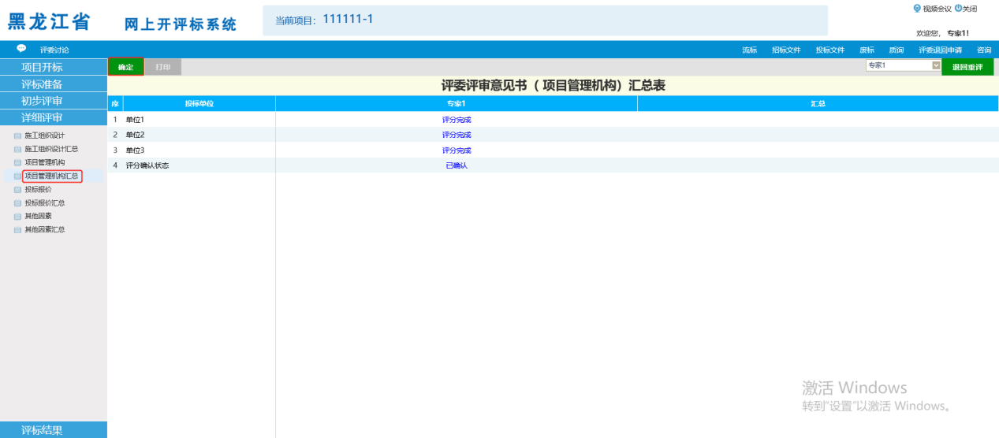 黑龙江省 网上开评标系统 当前项目: 111111-1 视频会议 关闭
欢迎您, 专家1!
评委讨论 流标 招标文件 投标文件 废标 质询 评委退回申请 咨询
项目开标 确定 打印 专家1 退回重评
评标准备 评委评审意见书（ 项目管理机构）汇总表
初步评审 序 投标单位 专家1 汇总
详细评审 1 单位1 评分完成
施工组织设计 2 单位2 评分完成
施工组织设计汇总 3 单位3 评分完成
项目管理机构 4 评分确认状态 已确认
项目管理机构汇总
投标报价
投标报价汇总
其他因素
其他因素汇总
激活 Windows
转到"设置"以激活 Windows。
评标结果